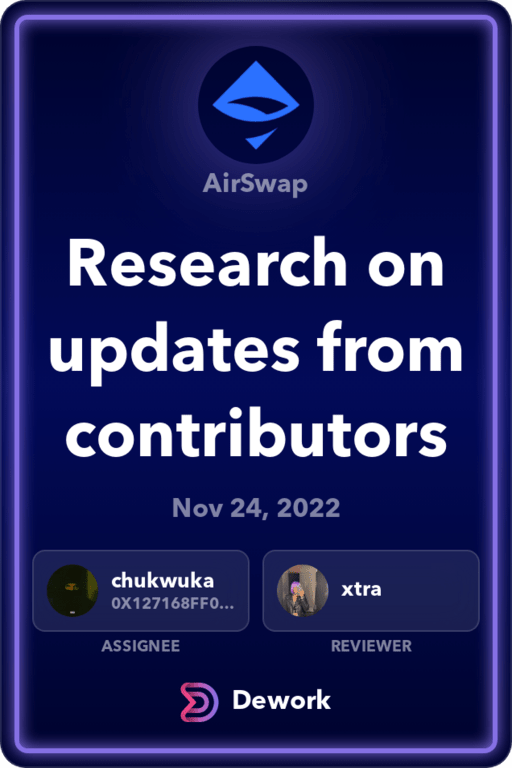 AirSwap
Research on
updates from
contributors
Nov 24, 2022
chukwuka
0X127168FF0...
ASSIGNEE
xtra
REVIEWER
Dework